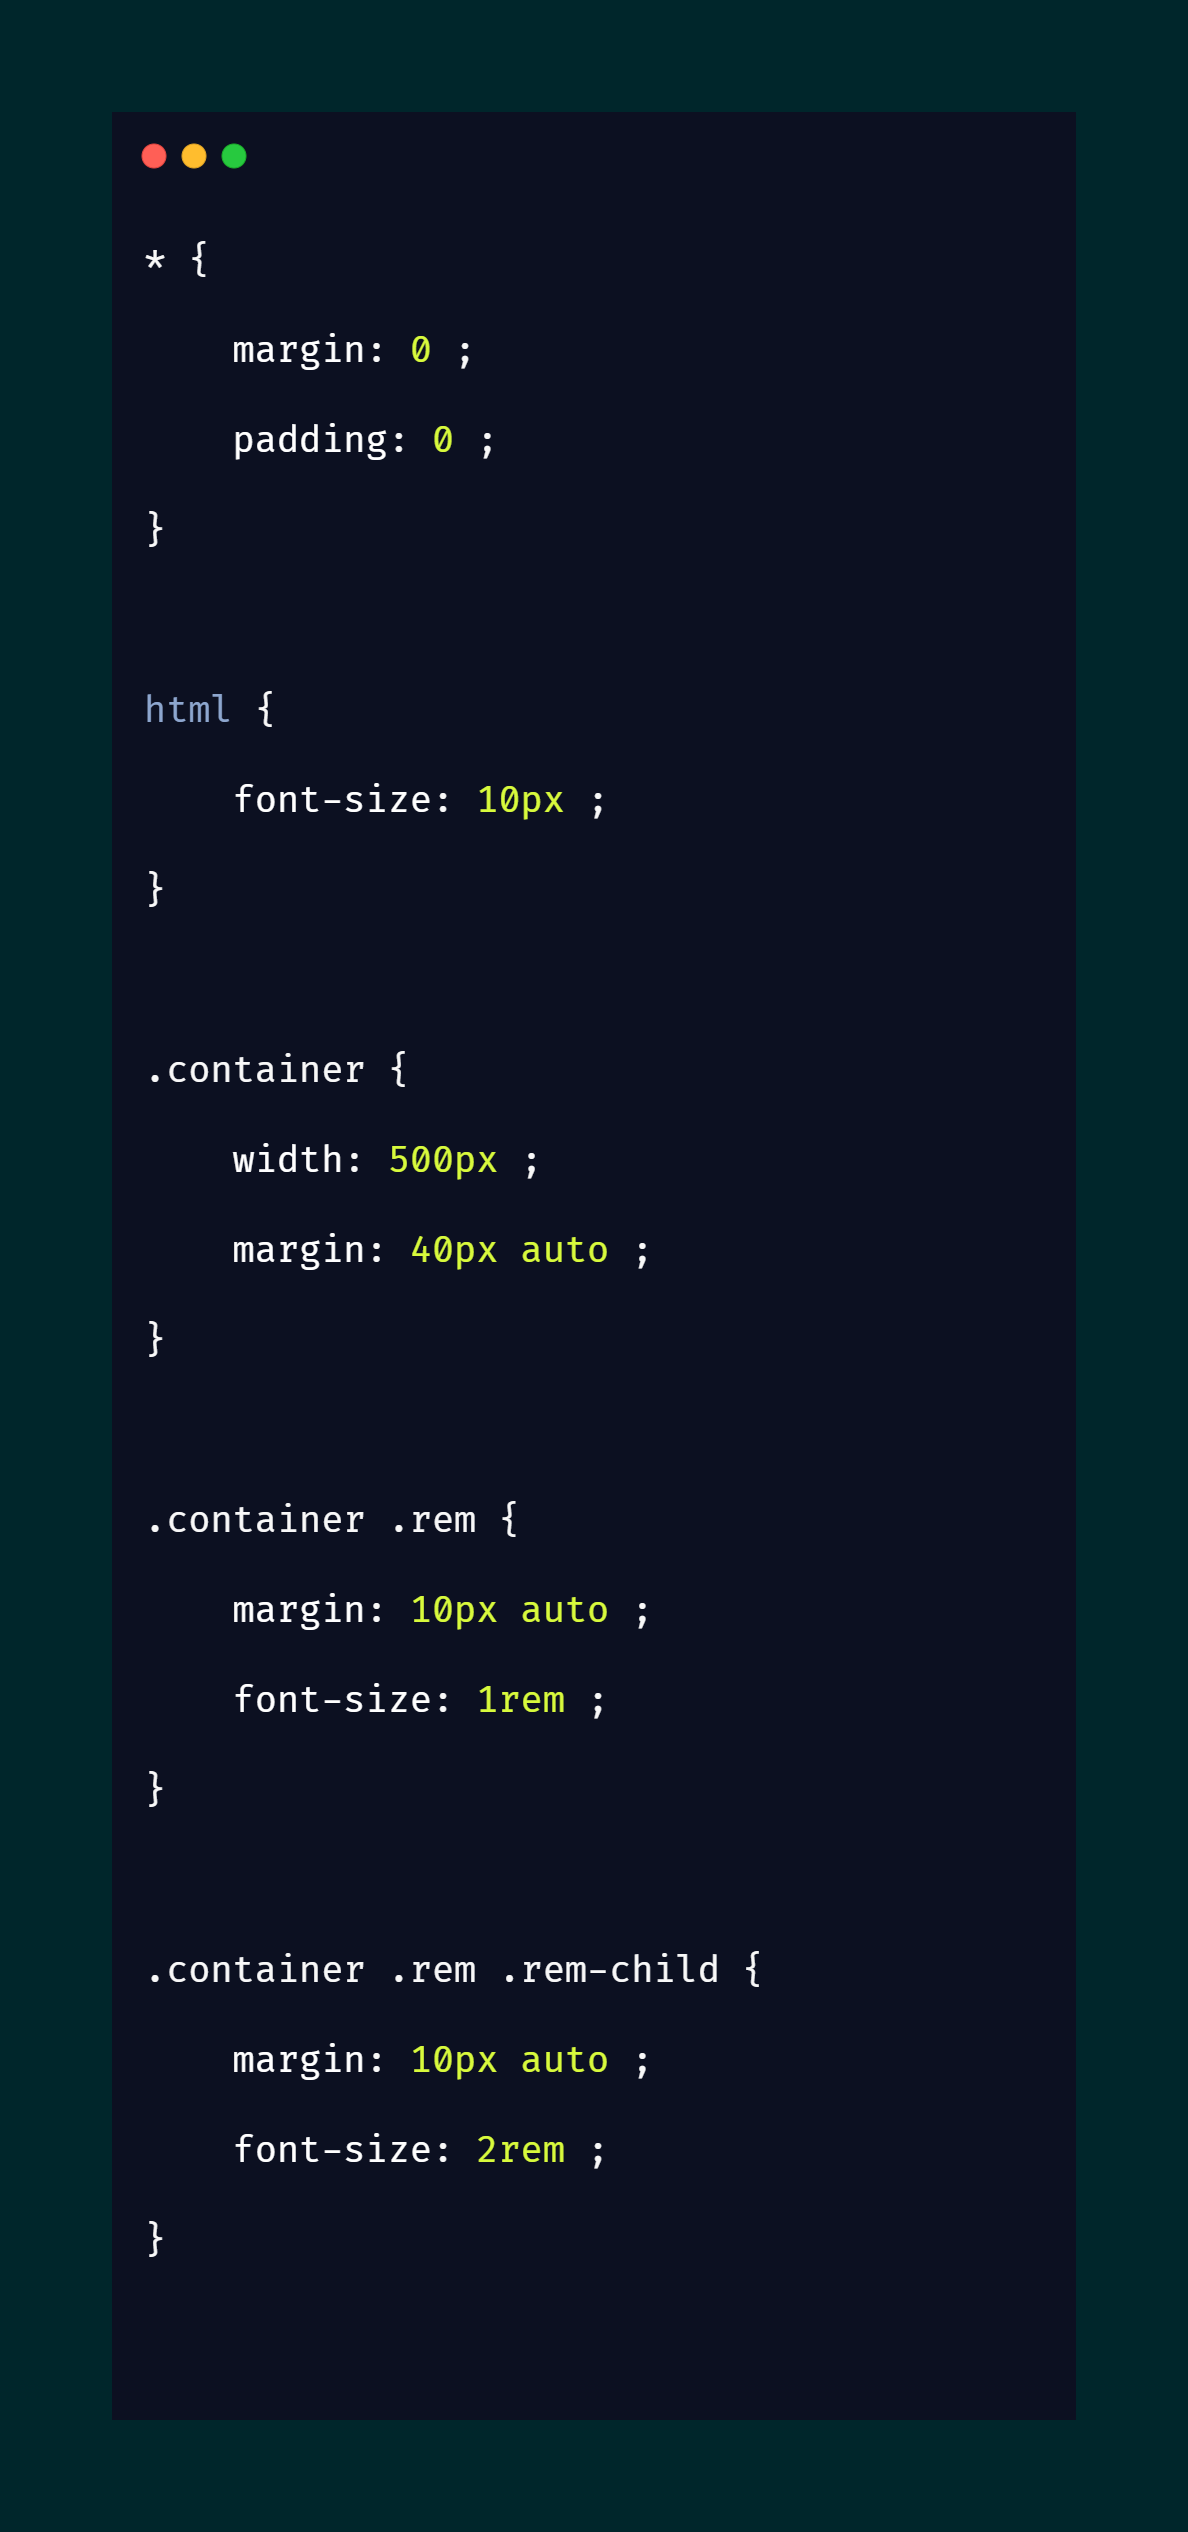 * {
    margin: 0 ;
    padding: 0 ;
}
html {
    font-size: 10px ;
}
.container {
    width: 500px ;
    margin: 40px auto ;
}
.container .rem {
    margin: 10px auto ;
    font-size: 1rem ;
}
.container .rem .rem-child {
    margin: 10px auto ;
    font-size: 2rem ;
}